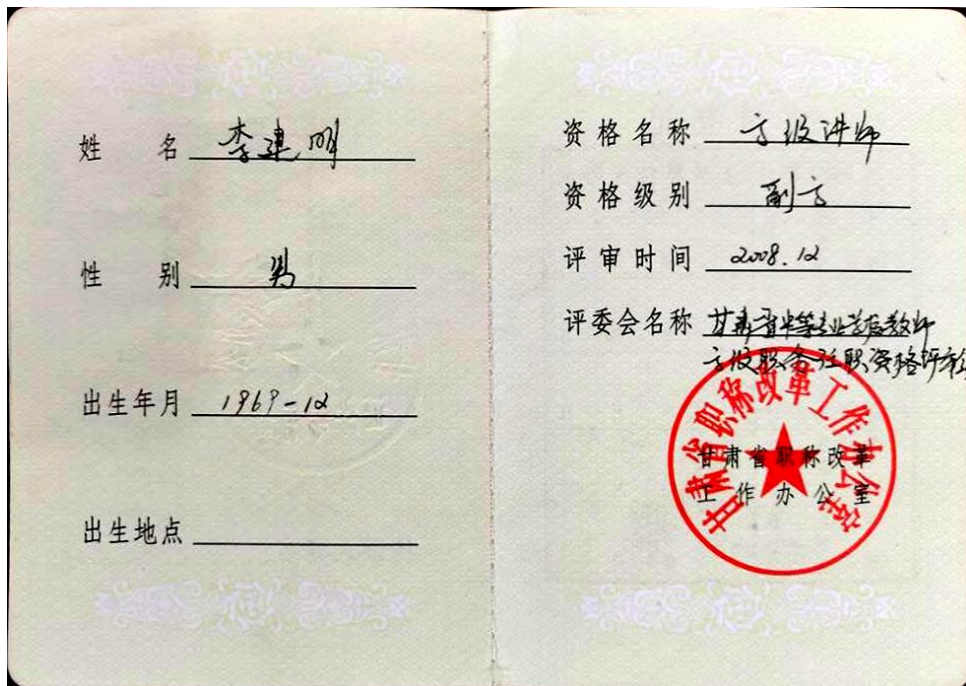 姓名 李建明
性别 男
出生年月 1969-12
出生地点
资格名称 高级讲师
资格级别 副高
评审时间 2008.12
评委会名称 甘肃省中等专业学校教师
高级职务任职资格评审
甘肃省职称改革工作办公室
甘肃省职称改革
工作办公室